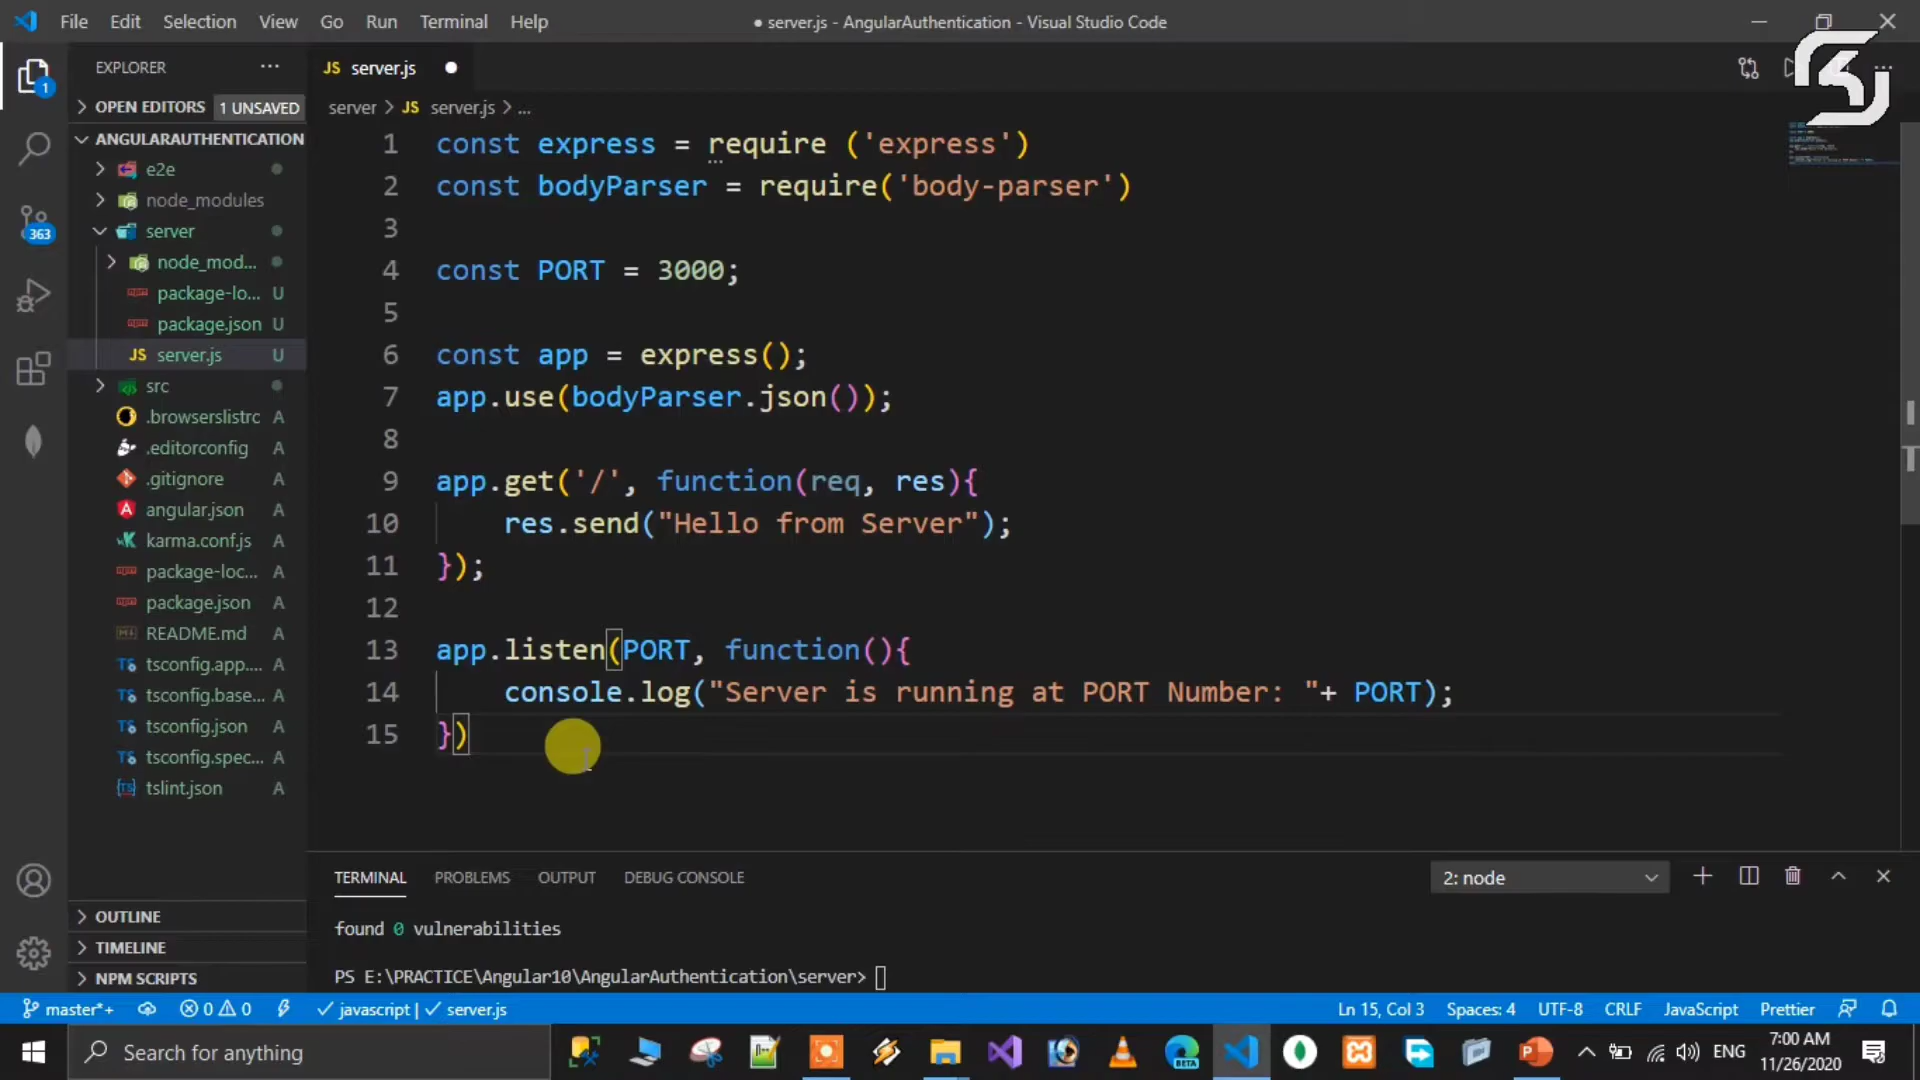 File Edit Selection View Go Run Terminal Help
● server.js - AngularAuthentication - Visual Studio Code
EXPLORER
OPEN EDITORS 1 UNSAVED
ANGULARAUTHENTICATION
e2e
node_modules
server
node_mod...
package-lo... U
package.json U
JS server.js U
src
.browserslistrc A
.editorconfig A
.gitignore A
angular.json A
karma.conf.js A
package-loc... A
package.json A
README.md A
tsconfig.app.... A
tsconfig.base... A
tsconfig.json A
tsconfig.spec... A
tslint.json A
OUTLINE
TIMELINE
NPM SCRIPTS
1
363
JS server.js
server > JS server.js > ...
1 const express = require ('express')
2 const bodyParser = require('body-parser')
3
4 const PORT = 3000;
5
6 const app = express();
7 app.use(bodyParser.json());
8
9 app.get('/', function(req, res){
10 res.send("Hello from Server");
11 });
12
13 app.listen(PORT, function(){
14 console.log("Server is running at PORT Number: "+ PORT);
15 })
TERMINAL PROBLEMS OUTPUT DEBUG CONSOLE
2: node
found 0 vulnerabilities
PS E:\PRACTICE\Angular10\AngularAuthentication\server>
master*+ 0 0 javascript | server.js
Ln 15, Col 3 Spaces: 4 UTF-8 CRLF JavaScript Prettier
Search for anything
BETA
ENG
7:00 AM
11/26/2020